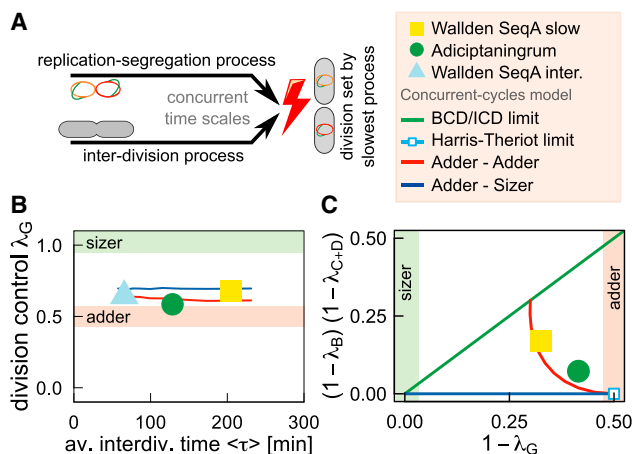 A
replication-segregation process
concurrent
time scales
inter-division process
division set by
slowest process
Wallden SeqA slow
Adiciptaningrum
Wallden SeqA inter.
Concurrent-cycles model
BCD/ICD limit
Harris-Theriot limit
Adder - Adder
Adder - Sizer
B
division control λG
1.0
0.5
0.0
sizer
adder
0
100
200
300
av. interdiv. time <τ> [min]
C
(1 – λB) (1 – λC+D)
0.50
0.25
0.00
sizer
adder
0.00
0.25
0.50
1 – λG